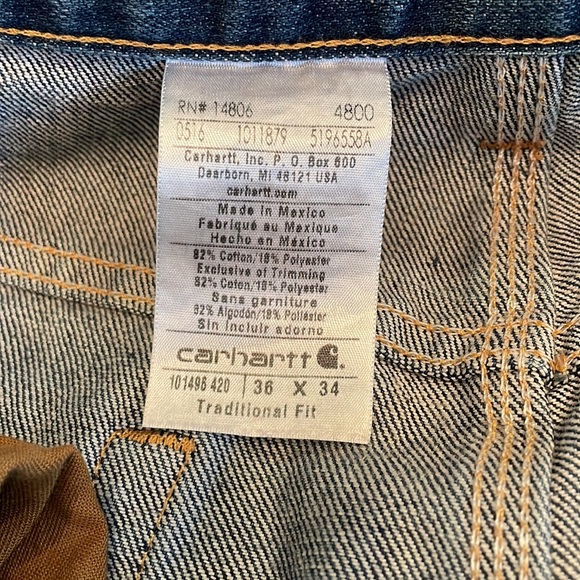 RN# 14806 4800
0516 1011879 5196558A
Carhartt, Inc. P. O. Box 600
Dearborn, MI 48121 USA
carhartt.com
Made in Mexico
Fabriqué au Mexique
Hecho en México
82% Cotton/18% Polyester
Exclusive of Trimming
82% Coton/18% Polyester
Sans garniture
82% Algodón/18% Poliéster
Sin incluir adorno
carhartt
101498 420 36 X 34
Traditional Fit